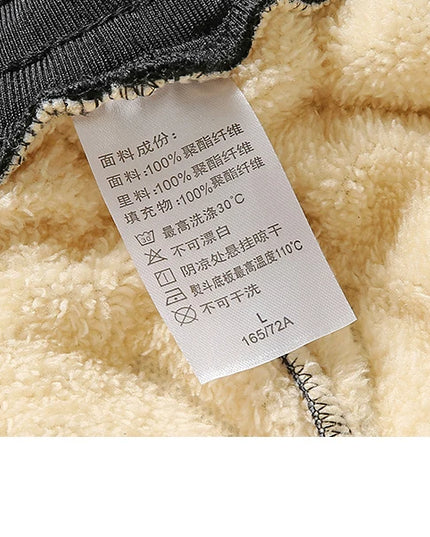 面料成份:
面料:100%聚酯纤维
里料:100%聚酯纤维
填充物:100%聚酯纤维
最高洗涤30℃
不可漂白
阴凉处悬挂晾干
熨斗底板最高温度110℃
不可干洗
L
165/72A